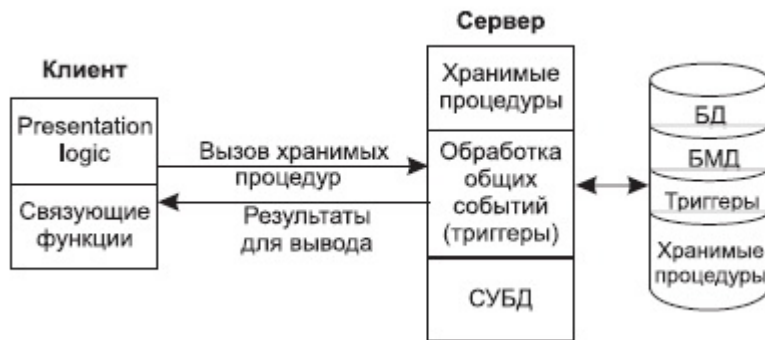 Клиент
Presentation
logic
Связующие
функции
Вызов хранимых
процедур
Результаты
для вывода
Сервер
Хранимые
процедуры
Обработка
общих
событий
(триггеры)
СУБД
БД
БМД
Триггеры
Хранимые
процедуры